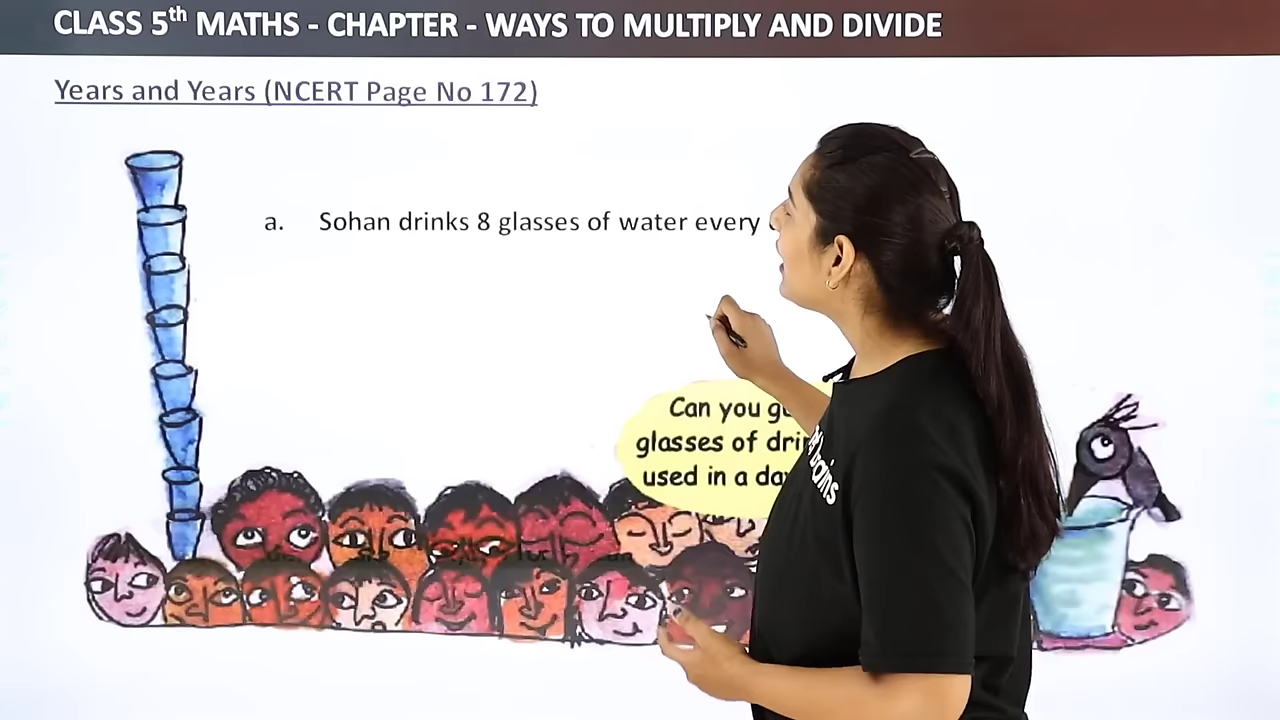 CLASS 5th MATHS - CHAPTER - WAYS TO MULTIPLY AND DIVIDE
Years and Years (NCERT Page No 172)
a. Sohan drinks 8 glasses of water every
Can you
glasses of
used in a
brains